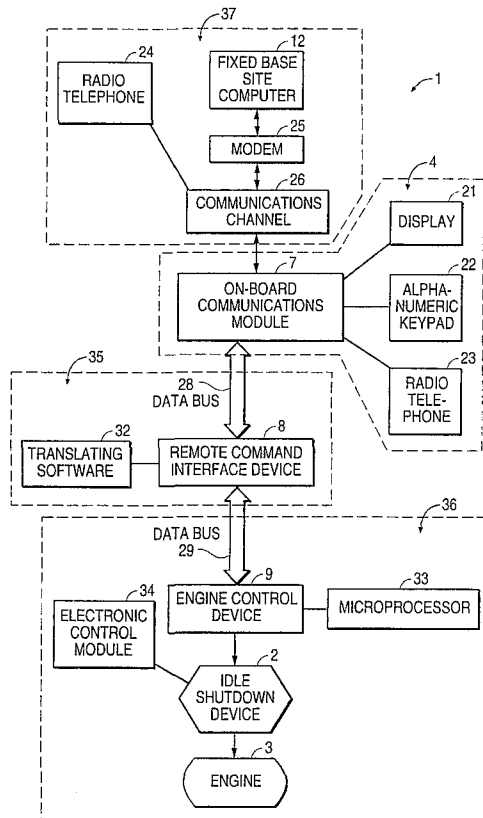 37
24
RADIO
TELEPHONE
12
FIXED BASE
SITE
COMPUTER
1
25
MODEM
26
COMMUNICATIONS
CHANNEL
4
21
DISPLAY
7
ON-BOARD
COMMUNICATIONS
MODULE
22
ALPHA-
NUMERIC
KEYPAD
23
RADIO
TELE-
PHONE
35
28
DATA BUS
32
TRANSLATING
SOFTWARE
8
REMOTE COMMAND
INTERFACE DEVICE
36
DATA BUS
29
34
ELECTRONIC
CONTROL
MODULE
9
ENGINE CONTROL
DEVICE
33
MICROPROCESSOR
2
IDLE
SHUTDOWN
DEVICE
3
ENGINE